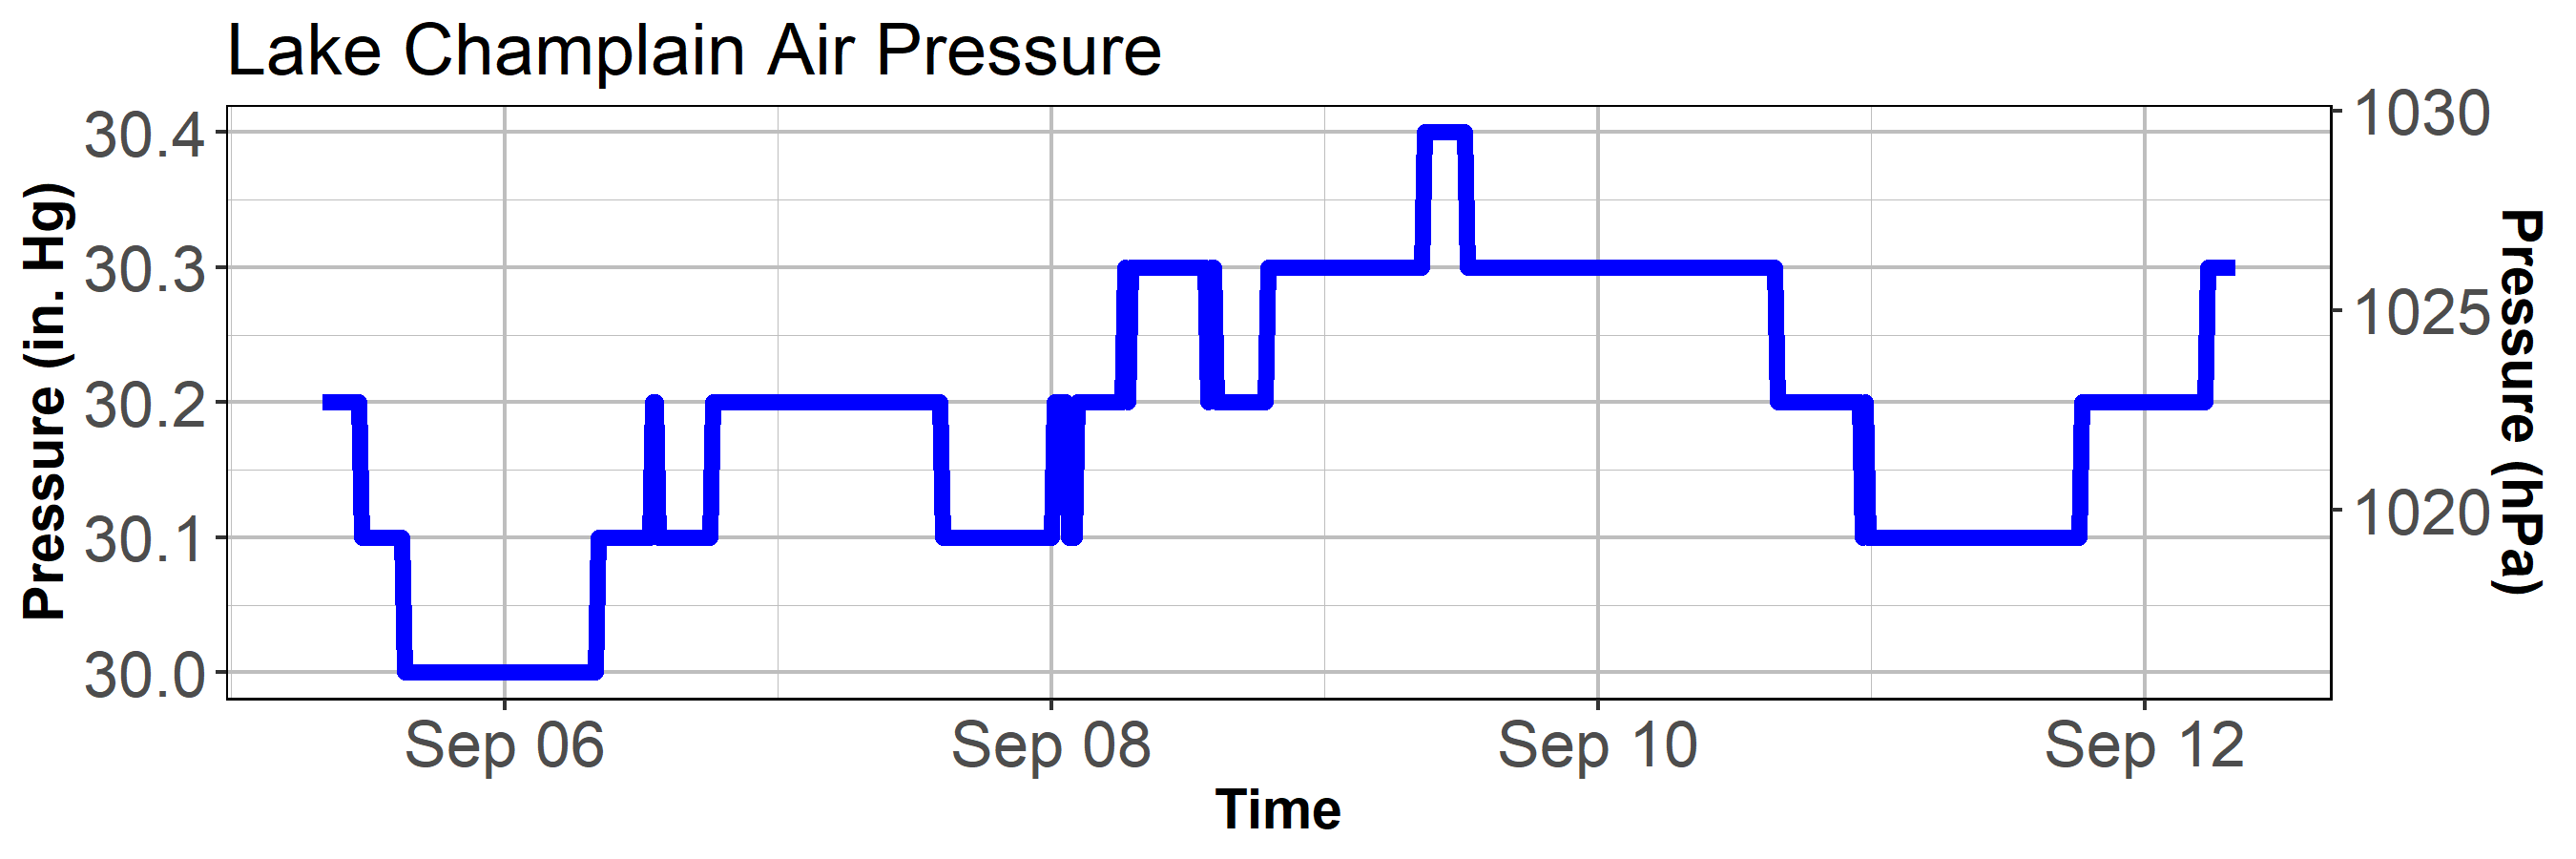 Lake Champlain Air Pressure
Pressure (in. Hg)
30.4
30.3
30.2
30.1
30.0
1030
1025
1020
Pressure (hPa)
Sep 06
Sep 08
Sep 10
Sep 12
Time